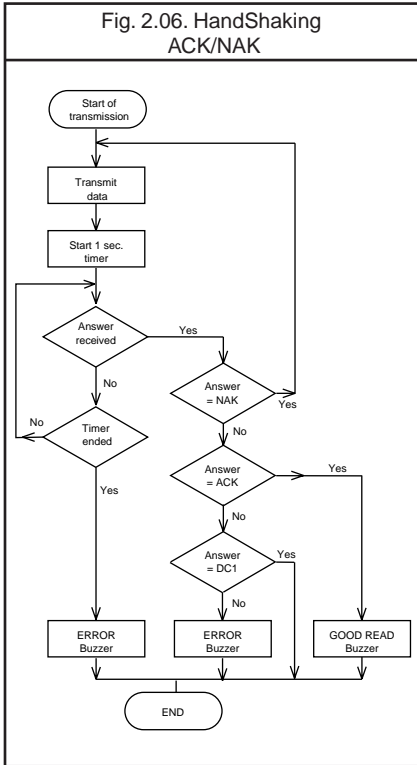 Fig. 2.06. HandShaking
ACK/NAK
Start of
transmission
Transmit
data
Start 1 sec.
timer
Answer
received
Yes
No
Answer
= NAK
Yes
No
Timer
ended
No
Yes
Answer
= ACK
Yes
No
Answer
= DC1
Yes
No
ERROR
Buzzer
ERROR
Buzzer
GOOD READ
Buzzer
END